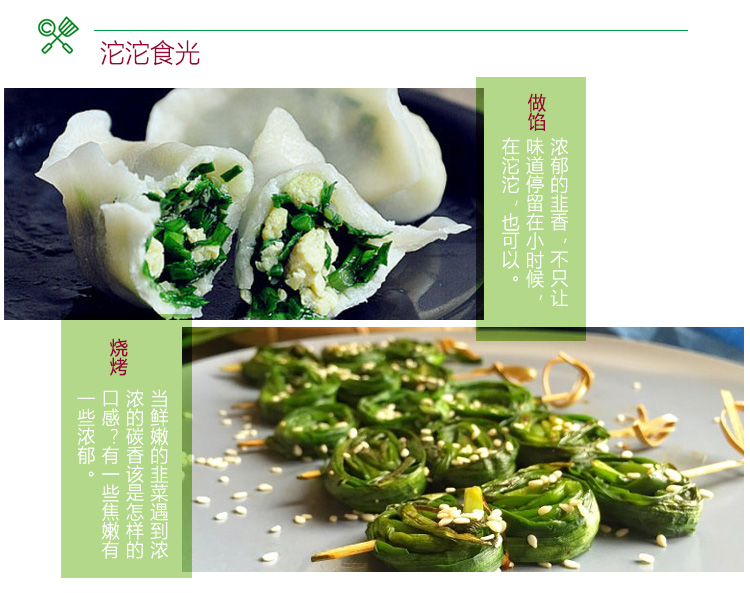 沱沱食光
做馅
浓郁的韭香，不只让
味道停留在小时候，
在沱沱，也可以。
烧烤
当鲜嫩的韭菜遇到浓
浓的碳香该是怎样的
口感？有一些焦嫩有
一些浓郁。